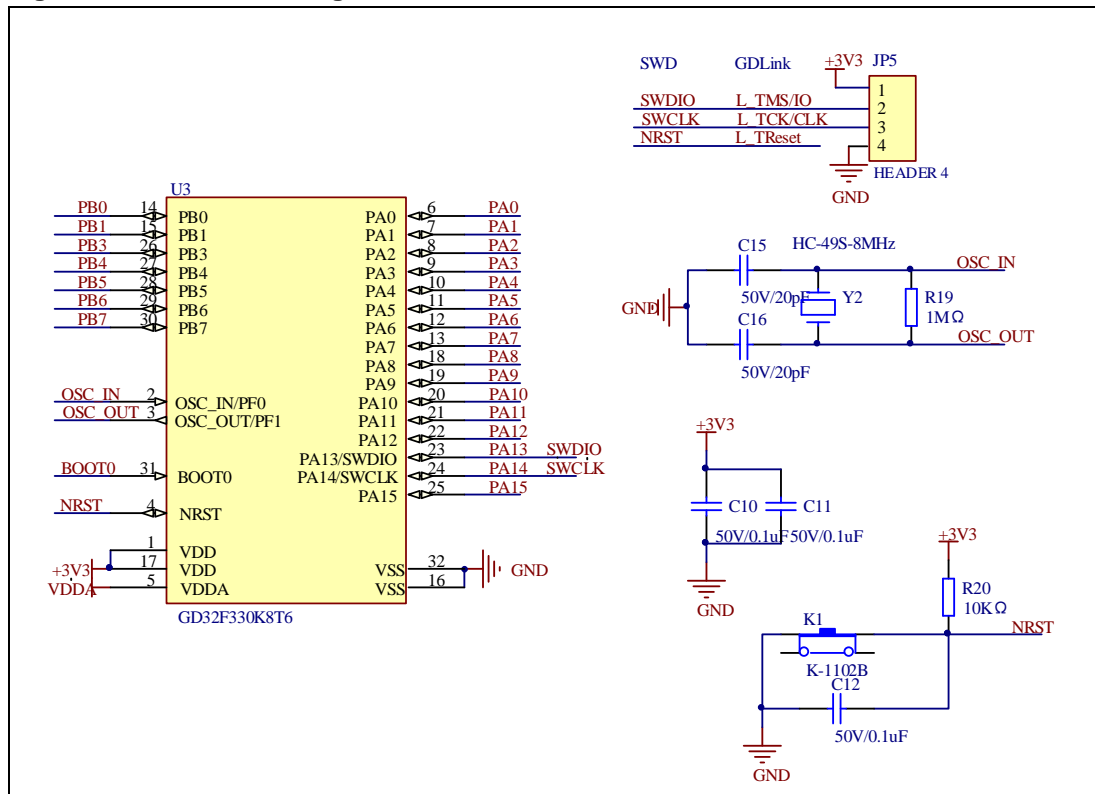 SWD GDLink +3V3 JP5
1
SWDIO L_TMS/IO 2
SWCLK L_TCK/CLK 3
NRST L_TReset 4
HEADER 4
GND
U3
PB0 14 PB0 PA0 6 PA0
PB1 15 PB1 PA1 7 PA1
PB3 26 PB3 PA2 8 PA2
PB4 27 PB4 PA3 9 PA3
PB5 28 PB5 PA4 10 PA4
PB6 29 PB6 PA5 11 PA5
PB7 30 PB7 PA6 12 PA6
PA7 13 PA7
PA8 18 PA8
PA9 19 PA9
OSC_IN 2 OSC_IN/PF0 PA10 20 PA10
OSC_OUT 3 OSC_OUT/PF1 PA11 21 PA11
PA12 22 PA12
PA13/SWDIO 23 PA13 SWDIO
BOOT0 31 BOOT0 PA14/SWCLK 24 PA14 SWCLK
PA15 25 PA15
NRST 4 NRST
1 VDD
+3V3 17 VDD VSS 32 GND
VDDA 5 VDDA VSS 16
GD32F330K8T6
C15 HC-49S-8MHz
OSC_IN
50V/20pF Y2 R19
GND 1MΩ
C16
OSC_OUT
50V/20pF
+3V3
C10 C11
50V/0.1uF 50V/0.1uF
GND
+3V3
R20
10KΩ
K1 NRST
K-1102B
C12
50V/0.1uF
GND